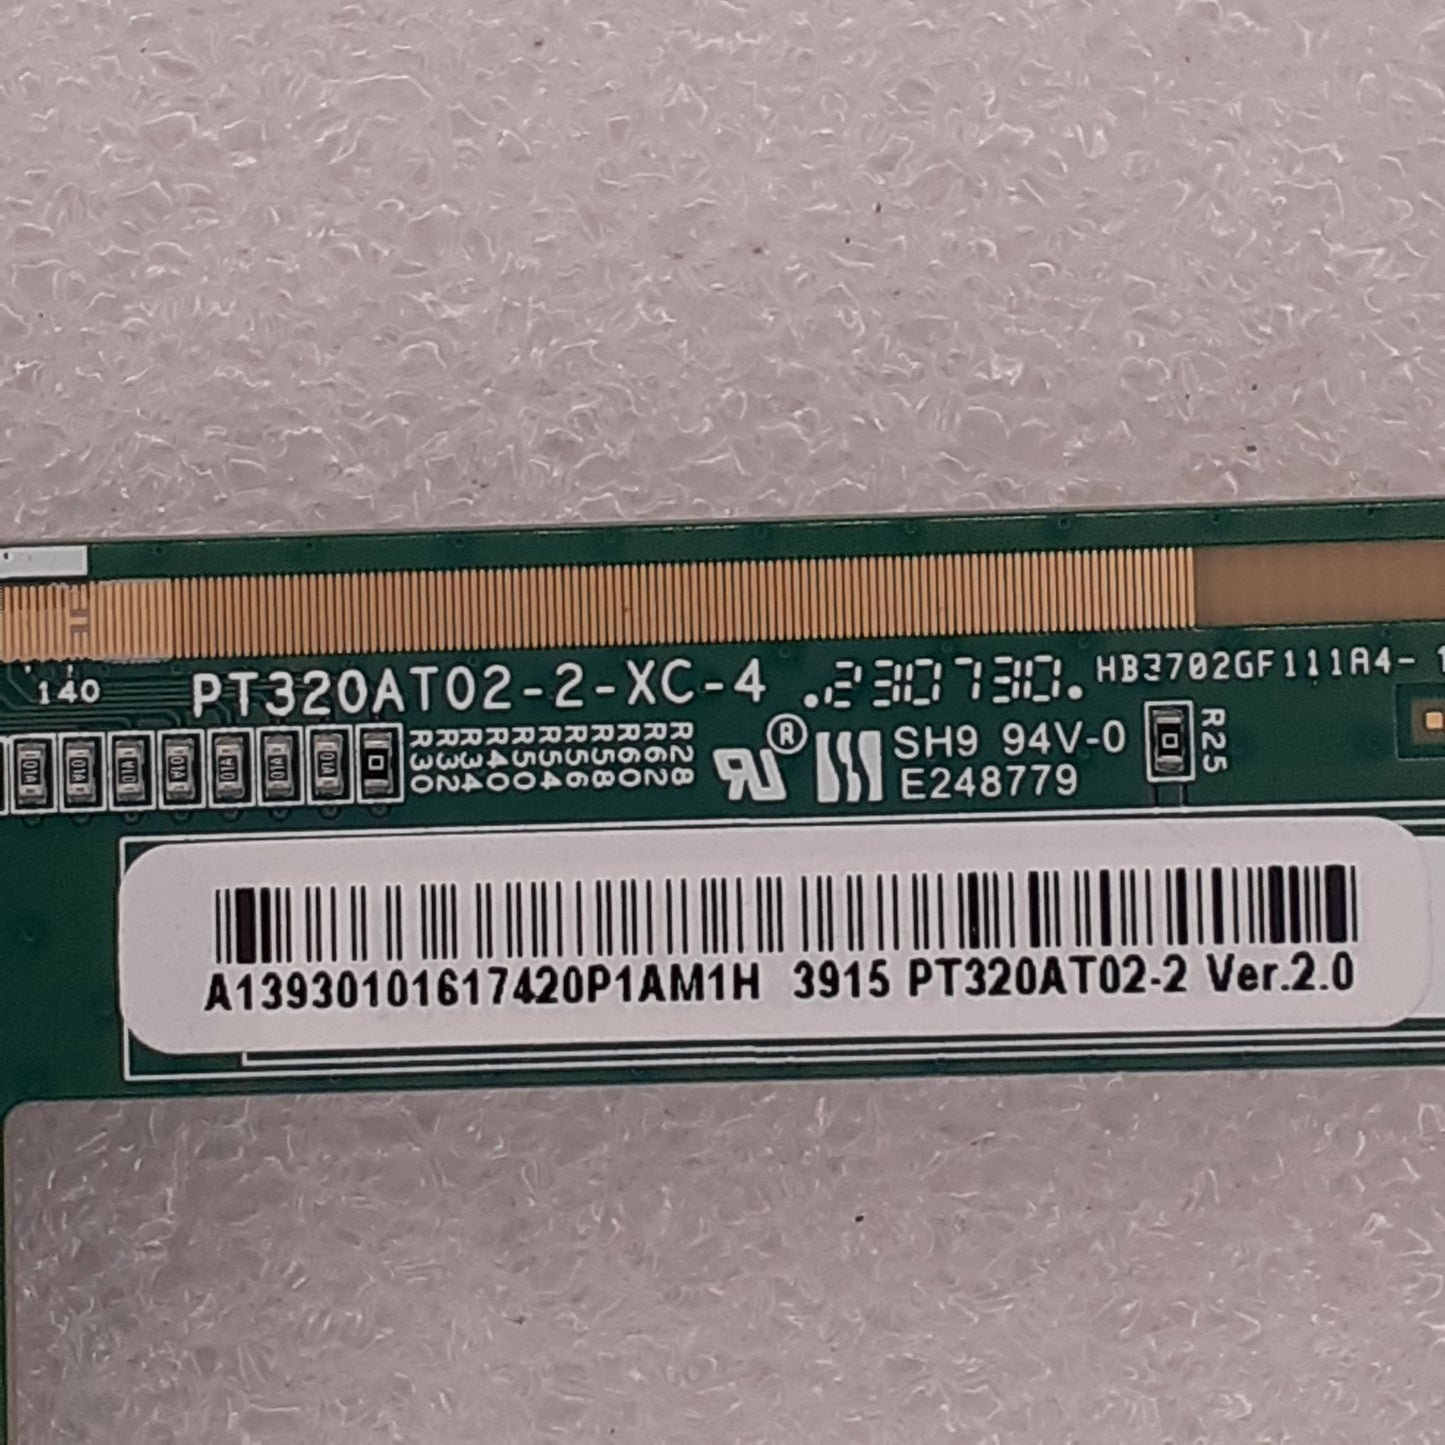 PT320AT02-2-XC-4 .230730. HB3702GF111A4-
140
R30
R32
R34
R40
R50
R54
R56
R58
R60
R62
R28
SH9 94V-0
E248779
R25
A13930101617420P1AM1H 3915 PT320AT02-2 Ver.2.0